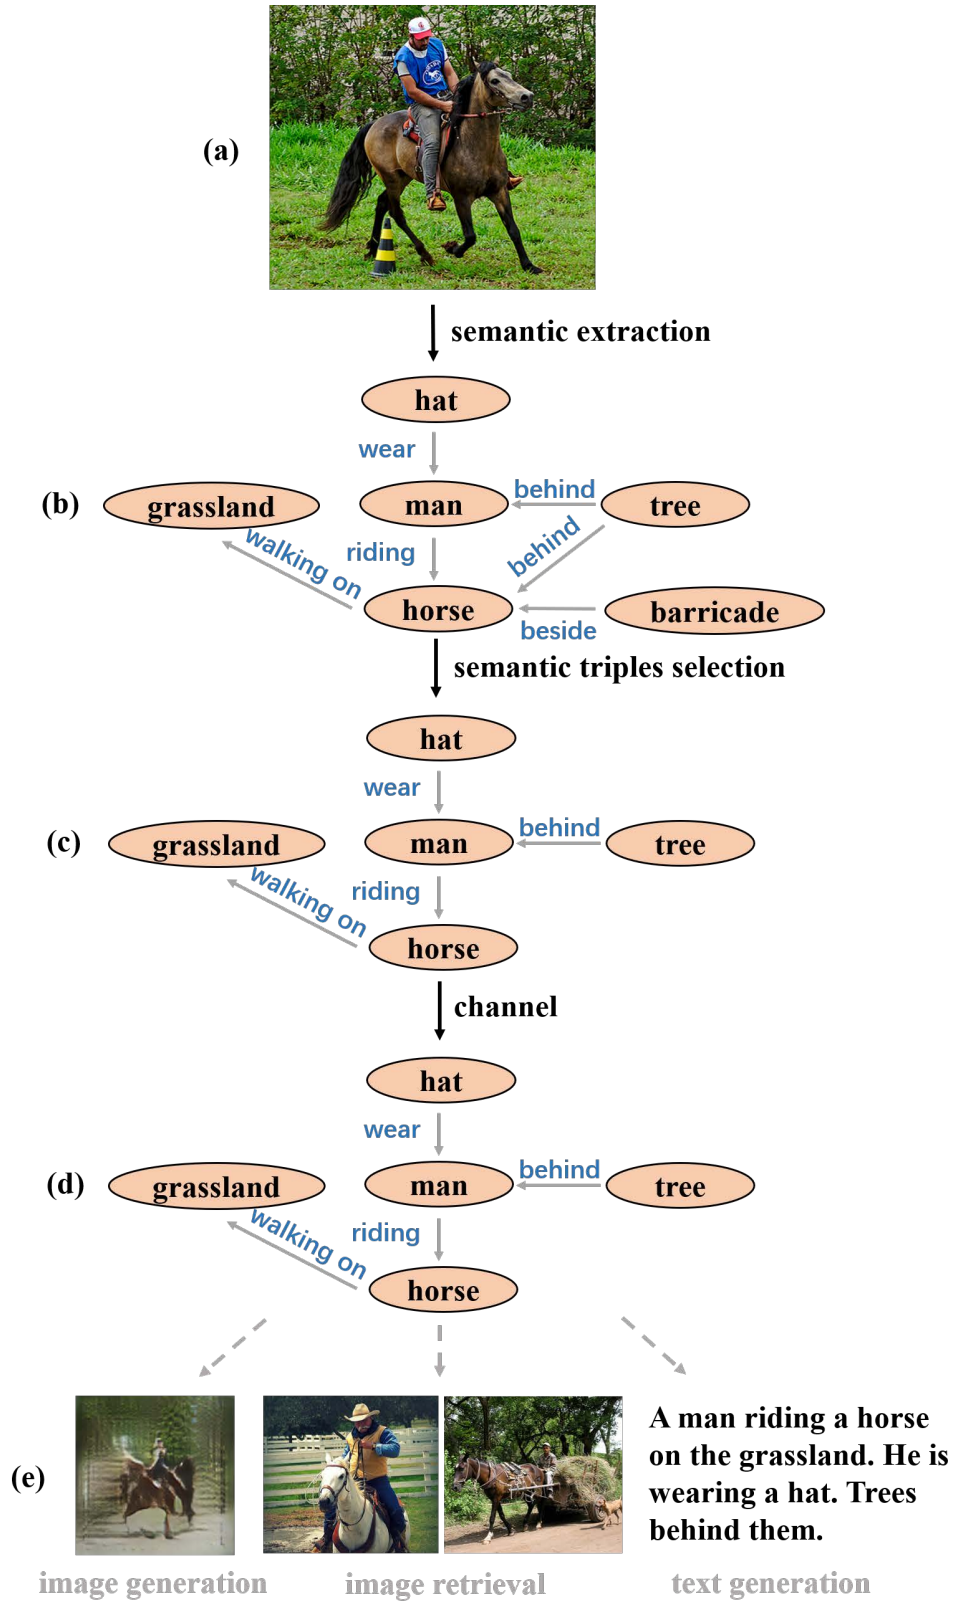 (a)
semantic extraction
hat
wear
(b)
grassland
man
behind
tree
walking on
riding
behind
horse
beside
barricade
semantic triples selection
hat
wear
(c)
grassland
man
behind
tree
walking on
riding
horse
channel
hat
wear
(d)
grassland
man
behind
tree
walking on
riding
horse
(e)
A man riding a horse
on the grassland. He is
wearing a hat. Trees
behind them.
image generation
image retrieval
text generation